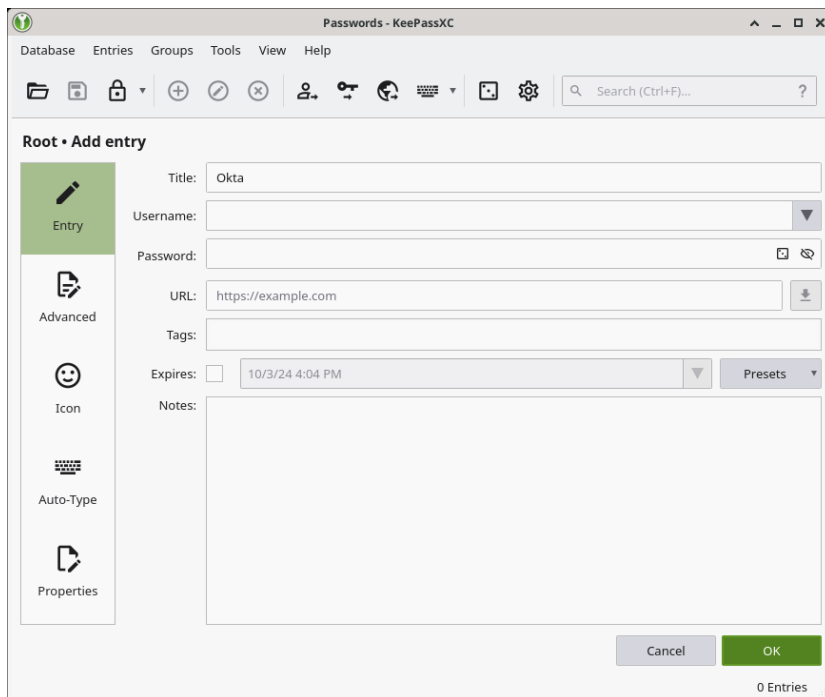 Passwords - KeePassXC
Database Entries Groups Tools View Help
Search (Ctrl+F)... ?
Root • Add entry
Entry
Advanced
Icon
Auto-Type
Properties
Title: Okta
Username:
Password:
URL: https://example.com
Tags:
Expires: 10/3/24 4:04 PM Presets
Notes:
Cancel OK
0 Entries